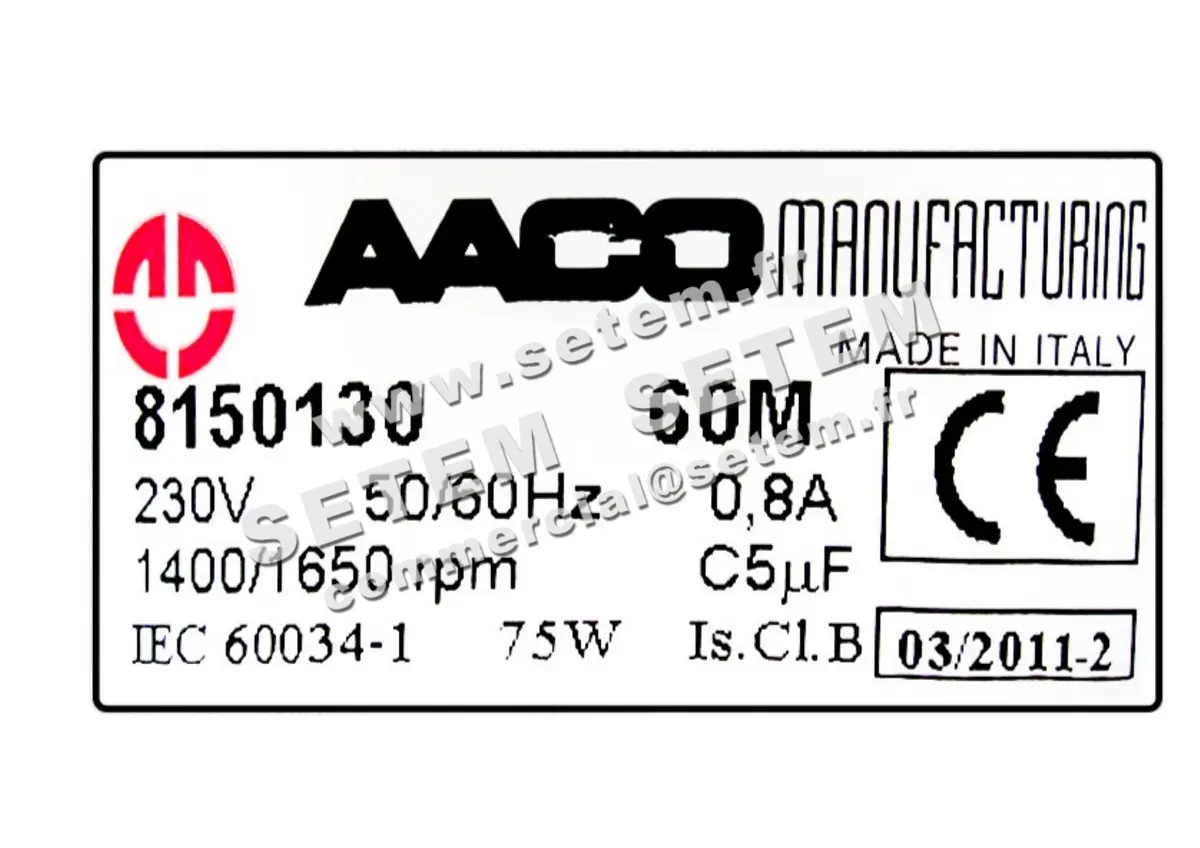 AACO MANUFACTURING
MADE IN ITALY
8150130 60M
CE
230V 50/60Hz 0,8A
1400/1650 rpm C5µF
IEC 60034-1 75W Is.Cl.B 03/2011-2
www.setem.fr
SETEM SETEM
commercial@setem.fr